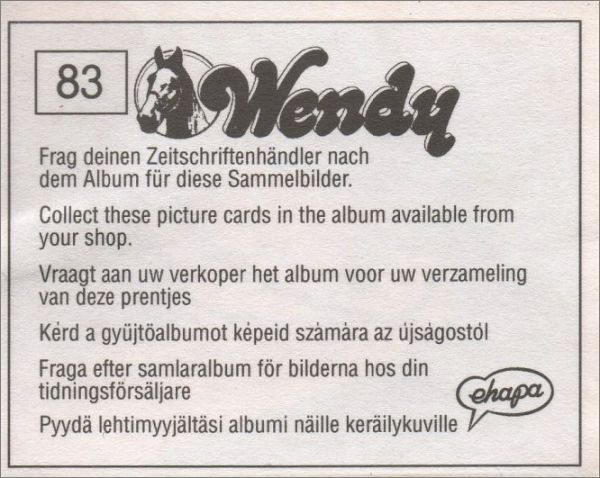 83
Wendy
Frag deinen Zeitschriftenhändler nach
dem Album für diese Sammelbilder.
Collect these picture cards in the album available from
your shop.
Vraagt aan uw verkoper het album voor uw verzameling
van deze prentjes
Kérd a gyüjtöalbumot képeid számára az újságostól
Fraga efter samlaralbum för bilderna hos din
tidningsförsäljare
Pyydä lehtimyyjältäsi albumi näille keräilykuville
ehapa